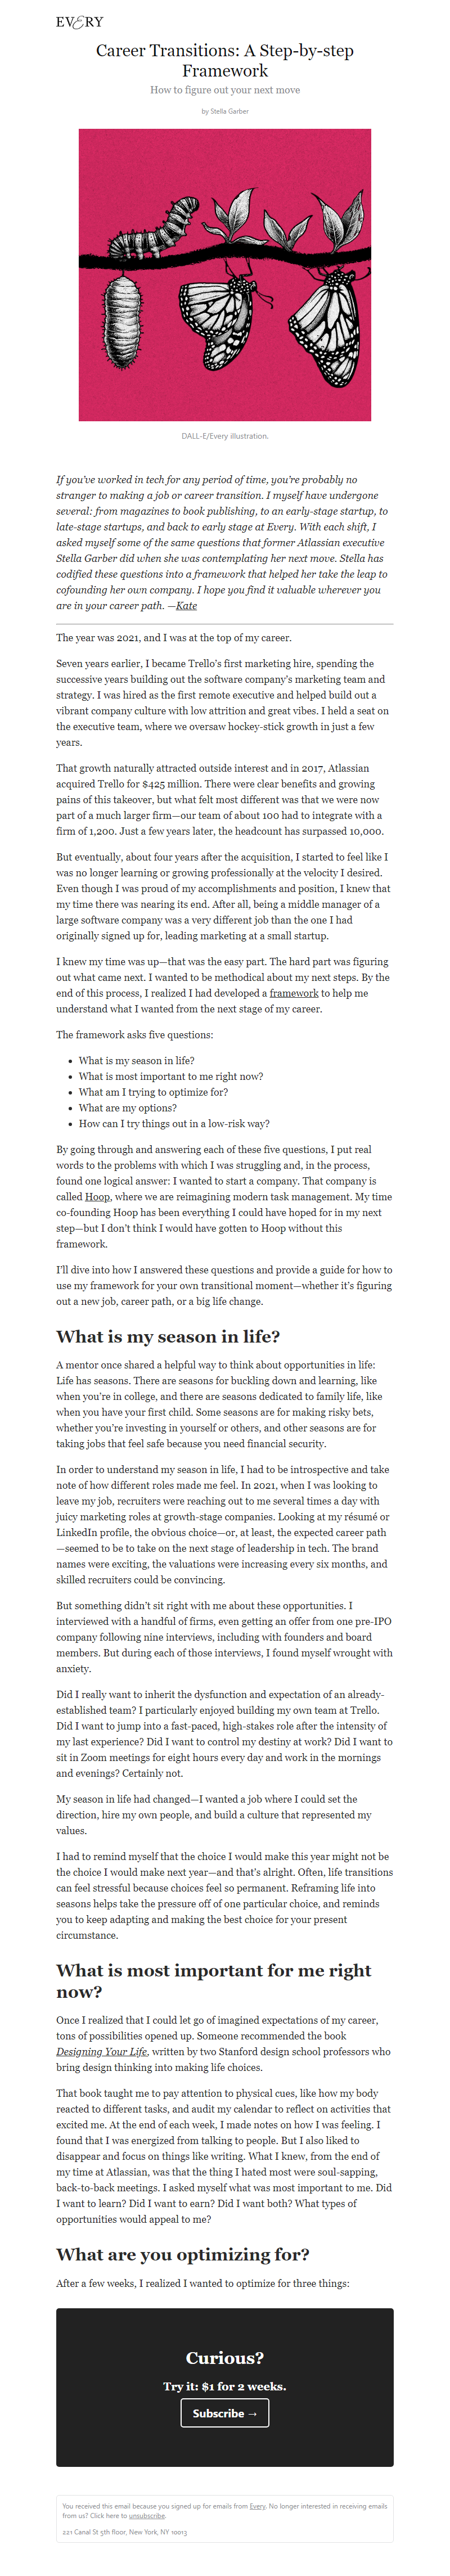 EVERY
Career Transitions: A Step-by-step
Framework
How to figure out your next move
by Stella Garber
DALL-E/Every illustration.
If you've worked in tech for any period of time, you're probably no
stranger to making a job or career transition. I myself have undergone
several: from magazines to book publishing, to an early-stage startup, to
late-stage startups, and back to early stage at Every. With each shift, I
asked myself some of the same questions that former Atlassian executive
Stella Garber did when she was contemplating her next move. Stella has
codified these questions into a framework that helped her take the leap to
cofounding her own company. I hope you find it valuable wherever you
are in your career path. —Kate
The year was 2021, and I was at the top of my career.
Seven years earlier, I became Trello's first marketing hire, spending the
successive years building out the software company's marketing team and
strategy. I was hired as the first remote executive and helped build out a
vibrant company culture with low attrition and great vibes. I held a seat on
the executive team, where we oversaw hockey-stick growth in just a few
years.
That growth naturally attracted outside interest and in 2017, Atlassian
acquired Trello for $425 million. There were clear benefits and growing
pains of this takeover, but what felt most different was that we were now
part of a much larger firm—our team of about 100 had to integrate with a
firm of 1,200. Just a few years later, the headcount has surpassed 10,000.
But eventually, about four years after the acquisition, I started to feel like I
was no longer learning or growing professionally at the velocity I desired.
Even though I was proud of my accomplishments and position, I knew that
my time there was nearing its end. After all, being a middle manager of a
large software company was a very different job than the one I had
originally signed up for, leading marketing at a small startup.
I knew my time was up—that was the easy part. The hard part was figuring
out what came next. I wanted to be methodical about my next steps. By the
end of this process, I realized I had developed a framework to help me
understand what I wanted from the next stage of my career.
The framework asks five questions:
• What is my season in life?
• What is most important to me right now?
• What am I trying to optimize for?
• What are my options?
• How can I try things out in a low-risk way?
By going through and answering each of these five questions, I put real
words to the problems with which I was struggling and, in the process,
found one logical answer: I wanted to start a company. That company is
called Hoop, where we are reimagining modern task management. My time
co-founding Hoop has been everything I could have hoped for in my next
step—but I don't think I would have gotten to Hoop without this
framework.
I'll dive into how I answered these questions and provide a guide for how to
use my framework for your own transitional moment—whether it's figuring
out a new job, career path, or a big life change.
What is my season in life?
A mentor once shared a helpful way to think about opportunities in life:
Life has seasons. There are seasons for buckling down and learning, like
when you're in college, and there are seasons dedicated to family life, like
when you have your first child. Some seasons are for making risky bets,
whether you're investing in yourself or others, and other seasons are for
taking jobs that feel safe because you need financial security.
In order to understand my season in life, I had to be introspective and take
note of how different roles made me feel. In 2021, when I was looking to
leave my job, recruiters were reaching out to me several times a day with
juicy marketing roles at growth-stage companies. Looking at my résumé or
LinkedIn profile, the obvious choice—or, at least, the expected career path
—seemed to be to take on the next stage of leadership in tech. The brand
names were exciting, the valuations were increasing every six months, and
skilled recruiters could be convincing.
But something didn't sit right with me about these opportunities. I
interviewed with a handful of firms, even getting an offer from one pre-IPO
company following nine interviews, including with founders and board
members. But during each of those interviews, I found myself wrought with
anxiety.
Did I really want to inherit the dysfunction and expectation of an already-
established team? I particularly enjoyed building my own team at Trello.
Did I want to jump into a fast-paced, high-stakes role after the intensity of
my last experience? Did I want to control my destiny at work? Did I want to
sit in Zoom meetings for eight hours every day and work in the mornings
and evenings? Certainly not.
My season in life had changed—I wanted a job where I could set the
direction, hire my own people, and build a culture that represented my
values.
I had to remind myself that the choice I would make this year might not be
the choice I would make next year—and that's alright. Often, life transitions
can feel stressful because choices feel so permanent. Reframing life into
seasons helps take the pressure off of one particular choice, and reminds
you to keep adapting and making the best choice for your present
circumstance.
What is most important for me right
now?
Once I realized that I could let go of imagined expectations of my career,
tons of possibilities opened up. Someone recommended the book
Designing Your Life, written by two Stanford design school professors who
bring design thinking into making life choices.
That book taught me to pay attention to physical cues, like how my body
reacted to different tasks, and audit my calendar to reflect on activities that
excited me. At the end of each week, I made notes on how I was feeling. I
found that I was energized from talking to people. But I also liked to
disappear and focus on things like writing. What I knew, from the end of
my time at Atlassian, was that the thing I hated most were soul-sapping,
back-to-back meetings. I asked myself what was most important to me. Did
I want to learn? Did I want to earn? Did I want both? What types of
opportunities would appeal to me?
What are you optimizing for?
After a few weeks, I realized I wanted to optimize for three things:
Curious?
Try it: $1 for 2 weeks.
Subscribe →
You received this email because you signed up for emails from Every. No longer interested in receiving emails
from us? Click here to unsubscribe.
221 Canal St 5th floor, New York, NY 10013